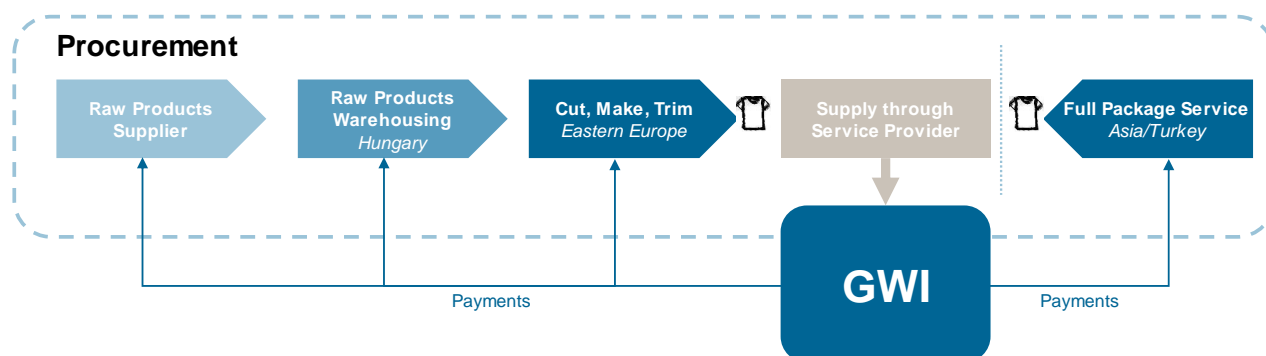 Procurement
Raw Products
Supplier
Raw Products
Warehousing
Hungary
Cut, Make, Trim
Eastern Europe
Supply through
Service Provider
Full Package Service
Asia/Turkey
GWI
Payments
Payments